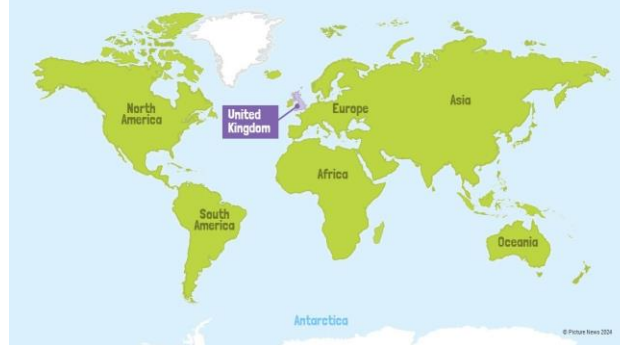 North
America
United
Kingdom
Europe
Asia
Africa
South
America
Oceania
Antarctica
© Picture News 2024